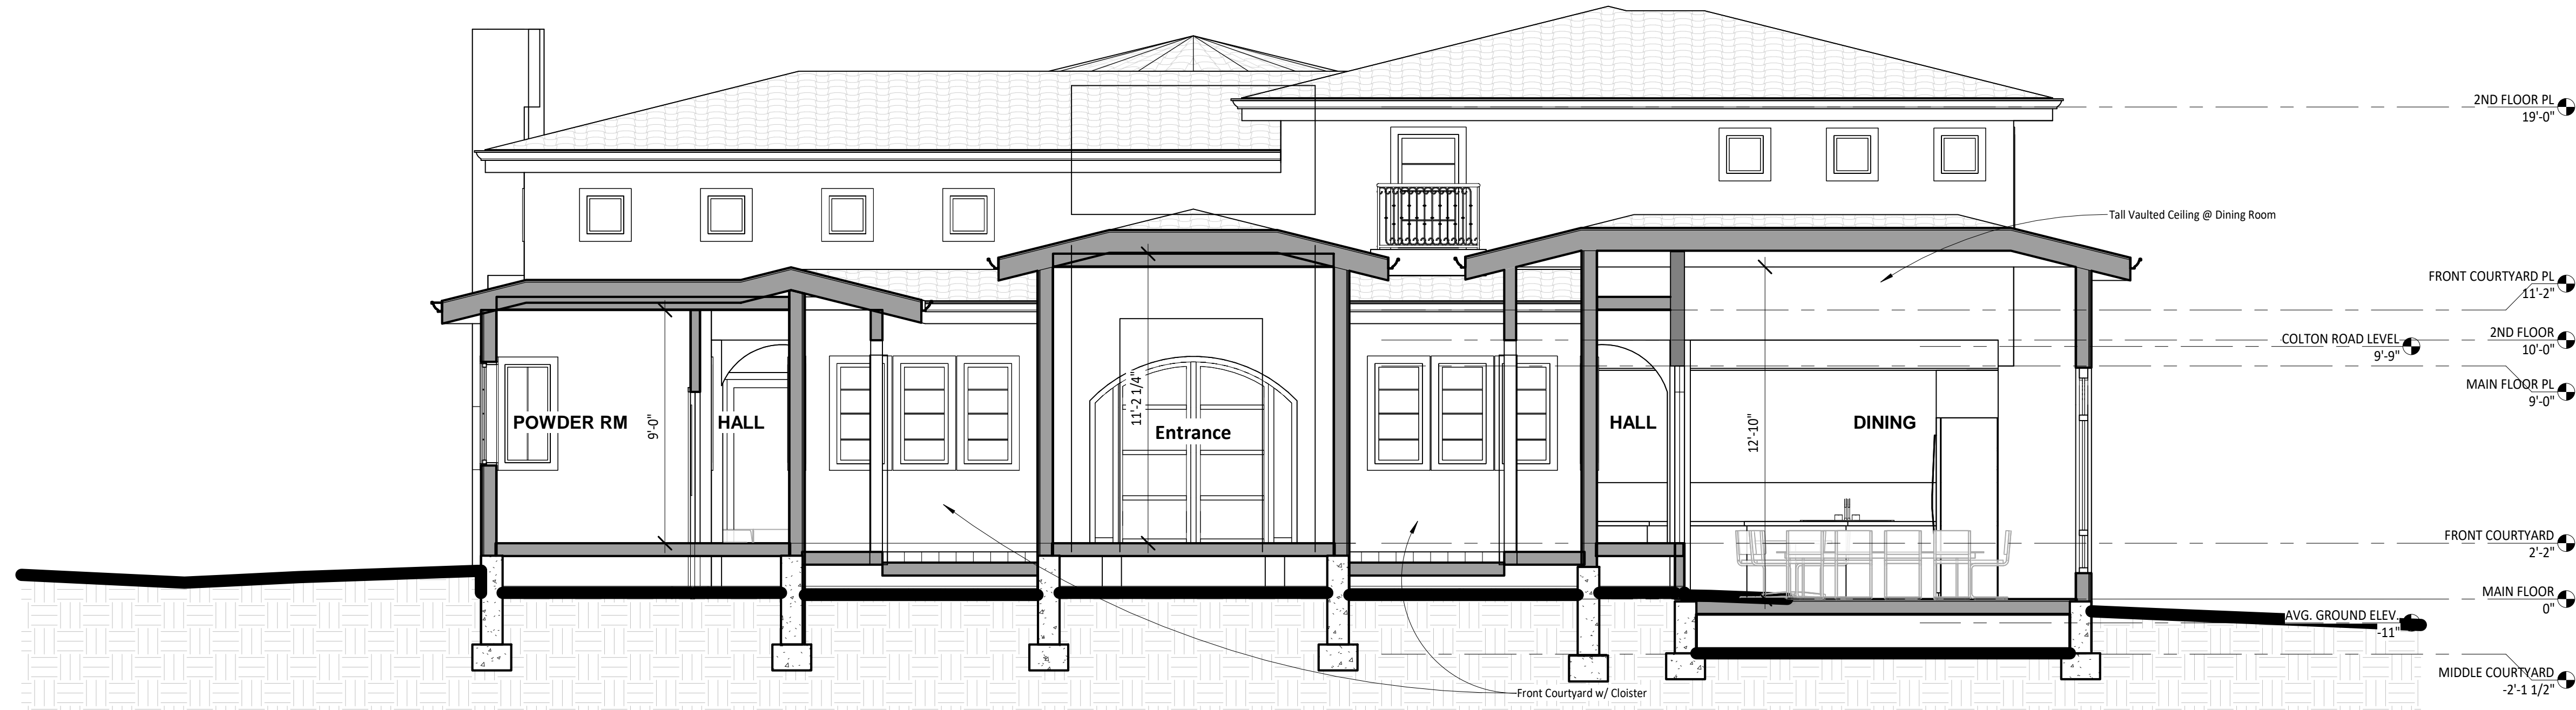 2ND FLOOR PL
19'-0"
Tall Vaulted Ceiling @ Dining Room
FRONT COURTYARD PL
11'-2"
2ND FLOOR
10'-0"
COLTON ROAD LEVEL
9'-9"
MAIN FLOOR PL
9'-0"
POWDER RM
9'-0"
HALL
11'-2 1/4"
Entrance
HALL
12'-10"
DINING
FRONT COURTYARD
2'-2"
MAIN FLOOR
0"
AVG. GROUND ELEV.
-11"
MIDDLE COURTYARD
-2'-1 1/2"
Front Courtyard w/ Cloister